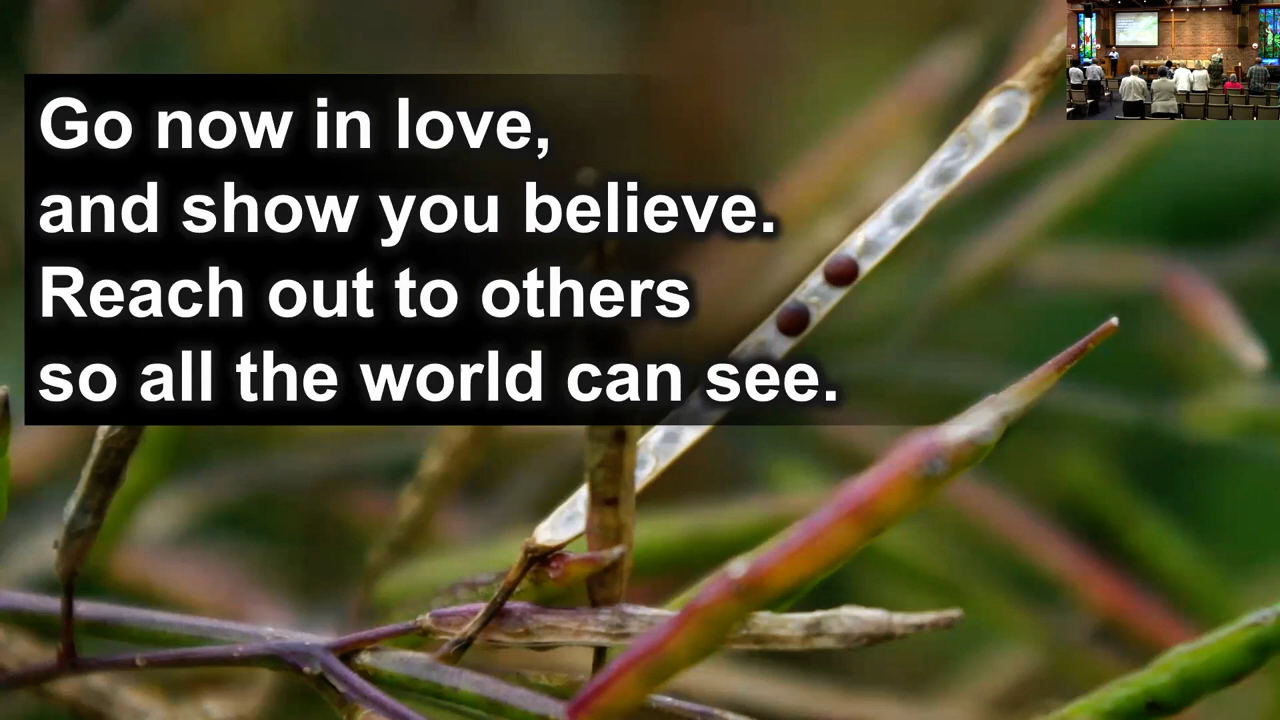 Go now in love,
and show you believe.
Reach out to others
so all the world can see.